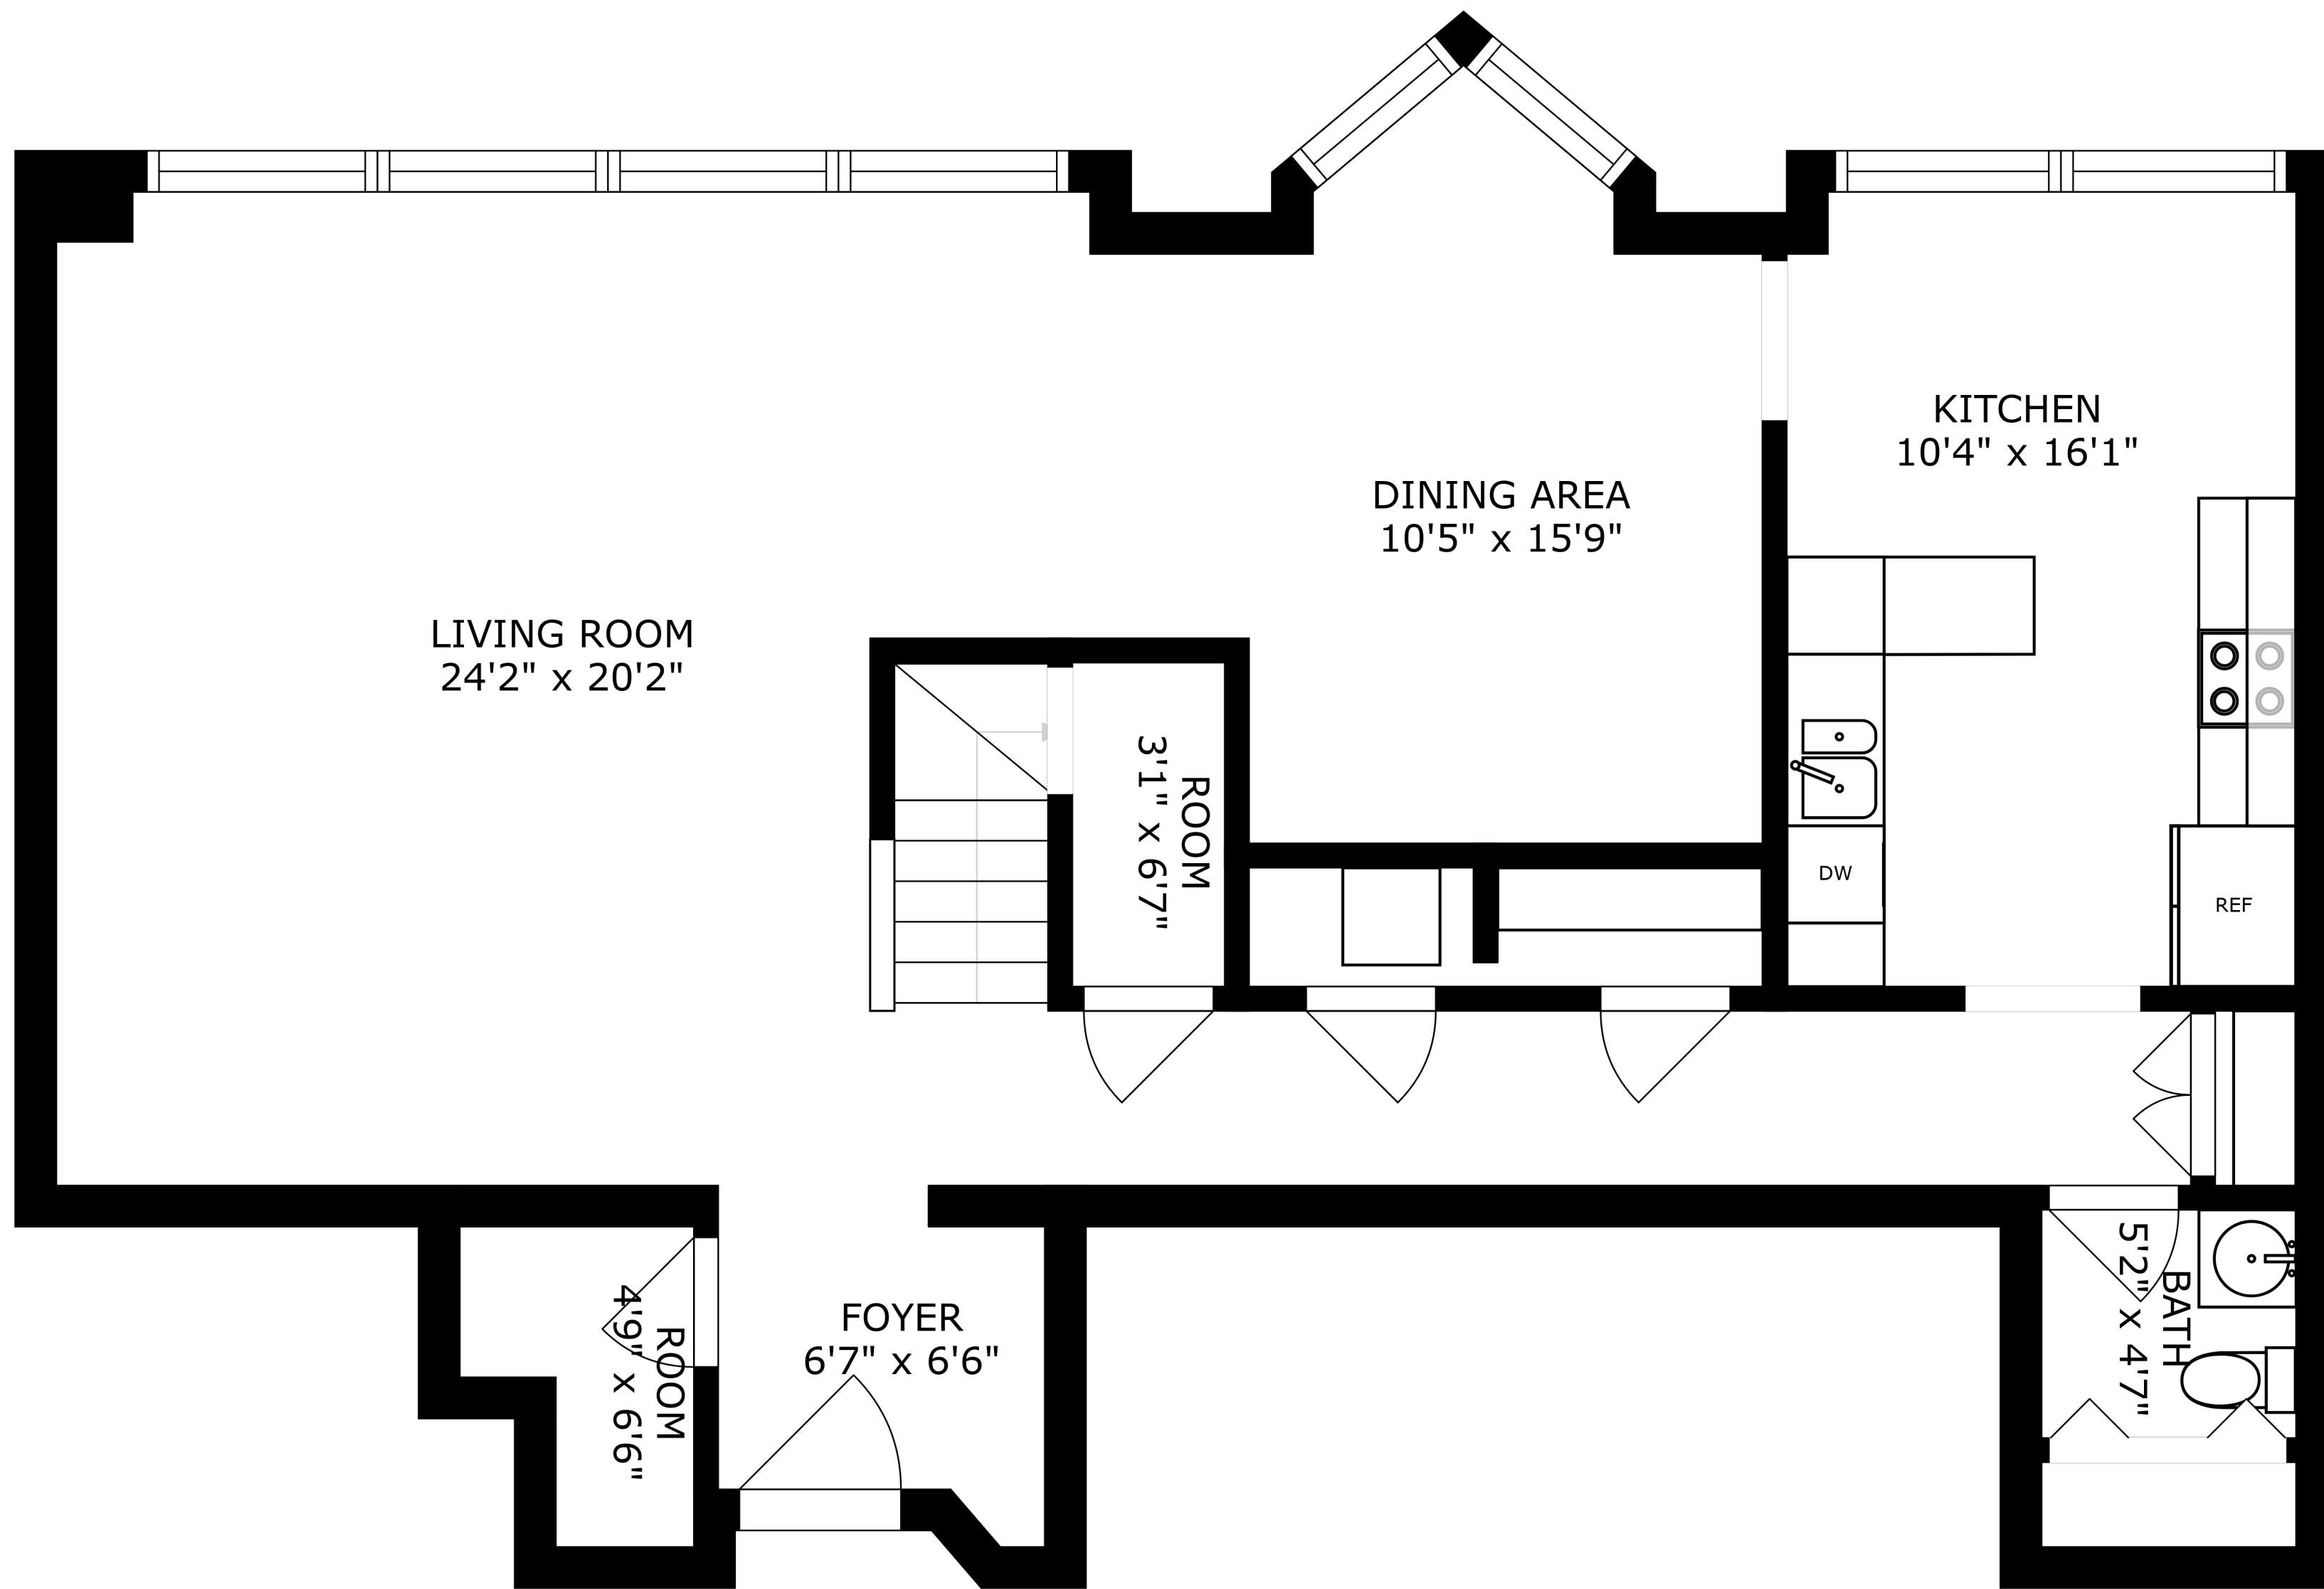 KITCHEN
10'4" x 16'1"
DINING AREA
10'5" x 15'9"
LIVING ROOM
24'2" x 20'2"
ROOM
3'1" x 6'7"
DW
REF
FOYER
6'7" x 6'6"
ROOM
4'9" x 6'6"
BATH
5'2" x 4'7"